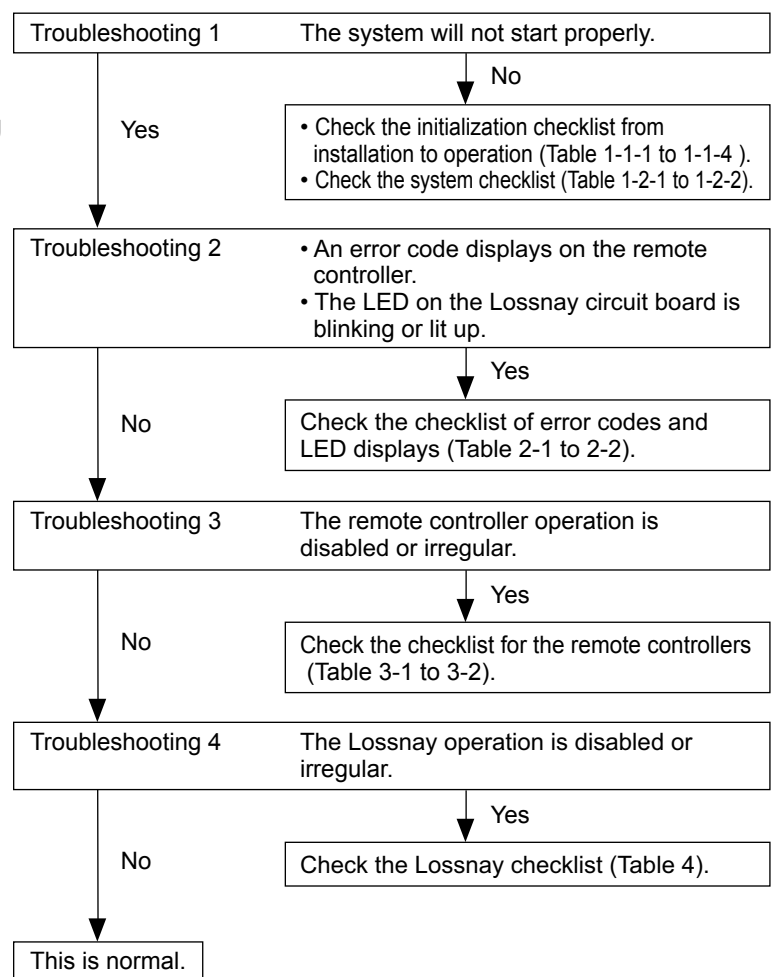 Troubleshooting 1 The system will not start properly.
No
Yes
• Check the initialization checklist from
installation to operation (Table 1-1-1 to 1-1-4 ).
• Check the system checklist (Table 1-2-1 to 1-2-2).
Troubleshooting 2 • An error code displays on the remote
controller.
• The LED on the Lossnay circuit board is
blinking or lit up.
Yes
No
Check the checklist of error codes and
LED displays (Table 2-1 to 2-2).
Troubleshooting 3 The remote controller operation is
disabled or irregular.
Yes
No
Check the checklist for the remote controllers
(Table 3-1 to 3-2).
Troubleshooting 4 The Lossnay operation is disabled or
irregular.
Yes
No
Check the Lossnay checklist (Table 4).
This is normal.